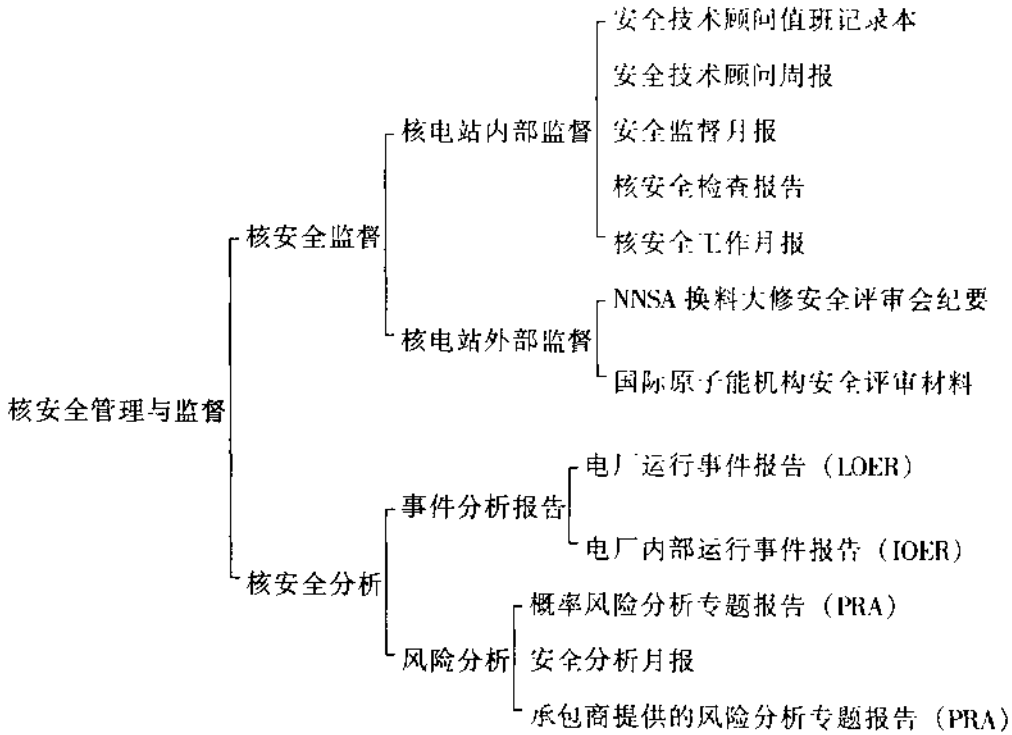 核安全管理与监督
核安全监督
核电站内部监督
安全技术顾问值班记录本
安全技术顾问周报
安全监督月报
核安全检查报告
核安全工作月报
核电站外部监督
NNSA 换料大修安全评审会纪要
国际原子能机构安全评审材料
核安全分析
事件分析报告
电厂运行事件报告（LOER）
电厂内部运行事件报告（IOER）
风险分析
概率风险分析专题报告（PRA）
安全分析月报
承包商提供的风险分析专题报告（PRA）